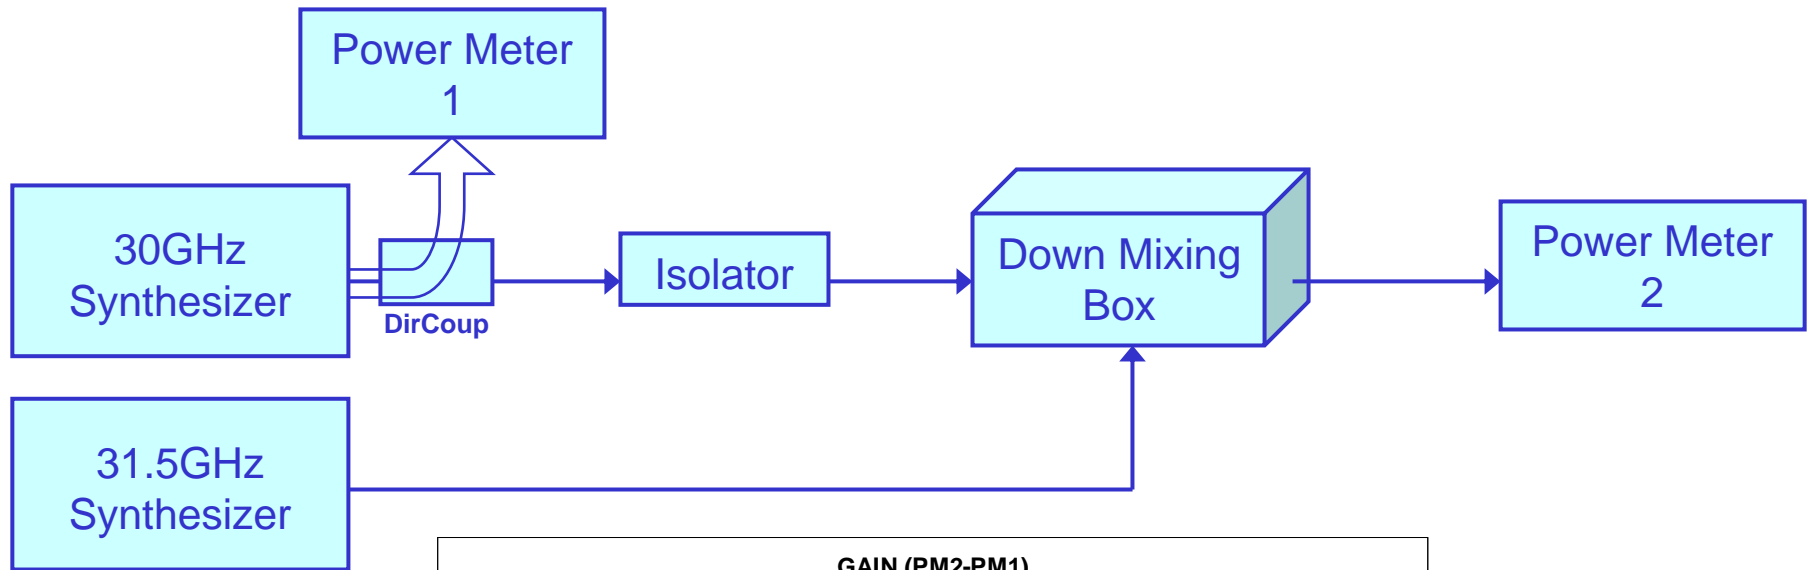 Power Meter
1
30GHz
Synthesizer
DirCoup
Isolator
Down Mixing
Box
Power Meter
2
31.5GHz
Synthesizer
GAIN (PM2-PM1)